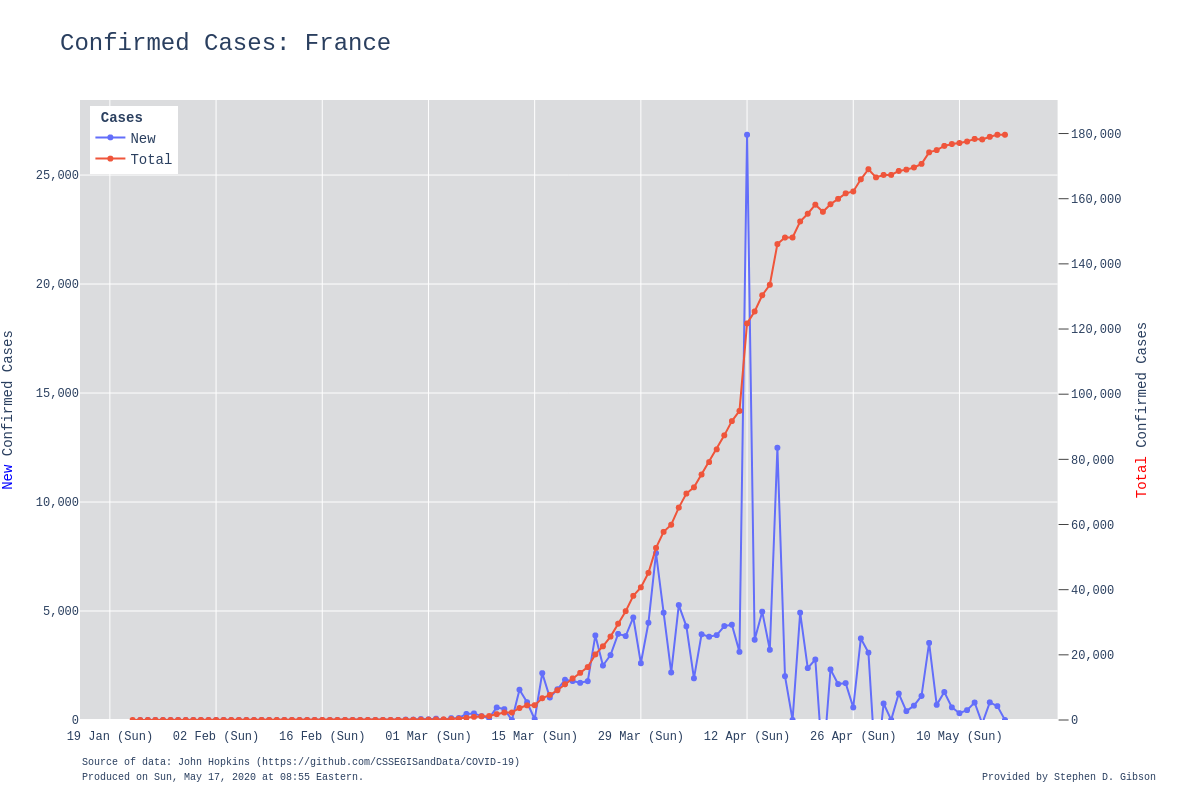 Confirmed Cases: France
Cases
New
Total
25,000
20,000
15,000
10,000
5,000
0
New Confirmed Cases
180,000
160,000
140,000
120,000
100,000
80,000
60,000
40,000
20,000
0
Total Confirmed Cases
19 Jan (Sun) 02 Feb (Sun) 16 Feb (Sun) 01 Mar (Sun) 15 Mar (Sun) 29 Mar (Sun) 12 Apr (Sun) 26 Apr (Sun) 10 May (Sun)
Source of data: John Hopkins (https://github.com/CSSEGISandData/COVID-19)
Produced on Sun, May 17, 2020 at 08:55 Eastern.
Provided by Stephen D. Gibson